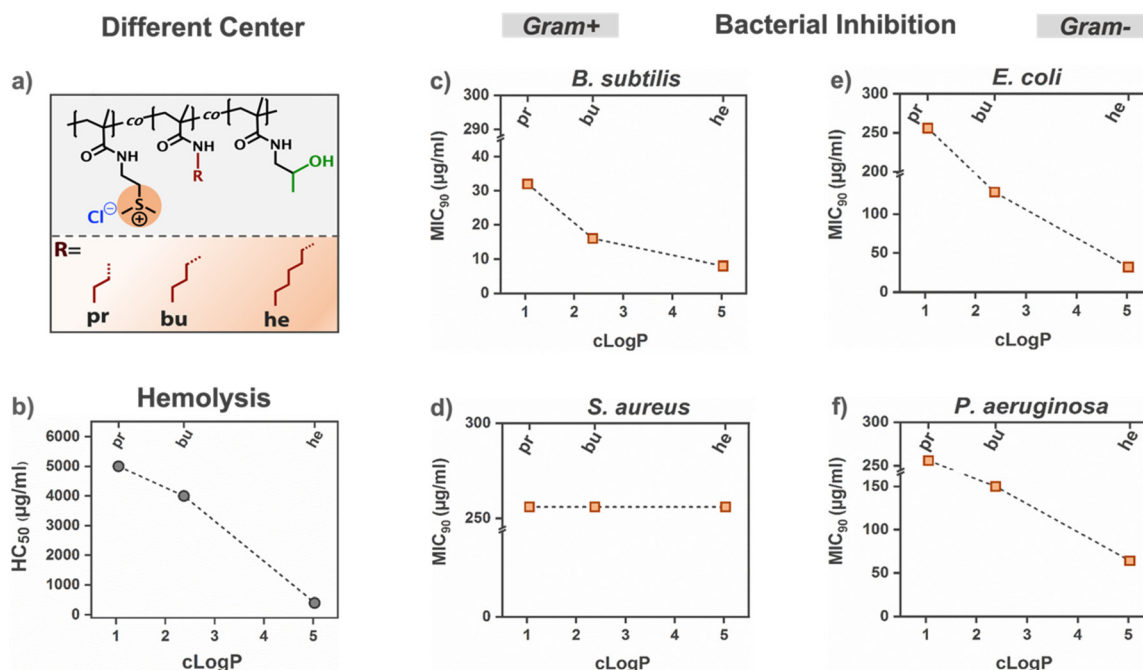 Different Center
Gram+
Bacterial Inhibition
Gram-
a)
co
co
O
NH
O
NH
R
O
NH
OH
S
⊕
Cl⊖
R=
pr
bu
he
b)
Hemolysis
pr
bu
he
6000
5000
4000
3000
2000
1000
0
HC50 (µg/ml)
1 2 3 4 5
cLogP
c)
B. subtilis
pr
bu
he
300
290
40
30
20
10
0
MIC90 (µg/ml)
1 2 3 4 5
cLogP
d)
S. aureus
pr
bu
he
300
250
0
MIC90 (µg/ml)
1 2 3 4 5
cLogP
e)
E. coli
pr
bu
he
300
250
200
100
50
0
MIC90 (µg/ml)
1 2 3 4 5
cLogP
f)
P. aeruginosa
pr
bu
he
300
250
150
100
50
0
MIC90 (µg/ml)
1 2 3 4 5
cLogP